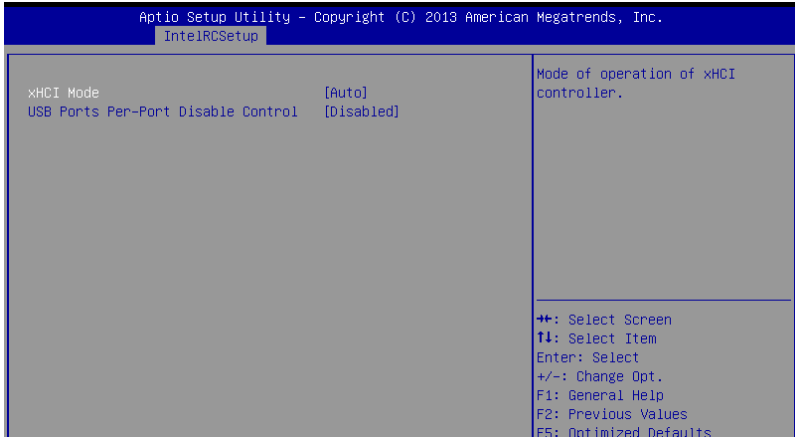 Aptio Setup Utility – Copyright (C) 2013 American Megatrends, Inc.
IntelRCSetup
xHCI Mode [Auto]
USB Ports Per-Port Disable Control [Disabled]
Mode of operation of xHCI
controller.
→←: Select Screen
↑↓: Select Item
Enter: Select
+/-: Change Opt.
F1: General Help
F2: Previous Values
F5: Optimized Defaults